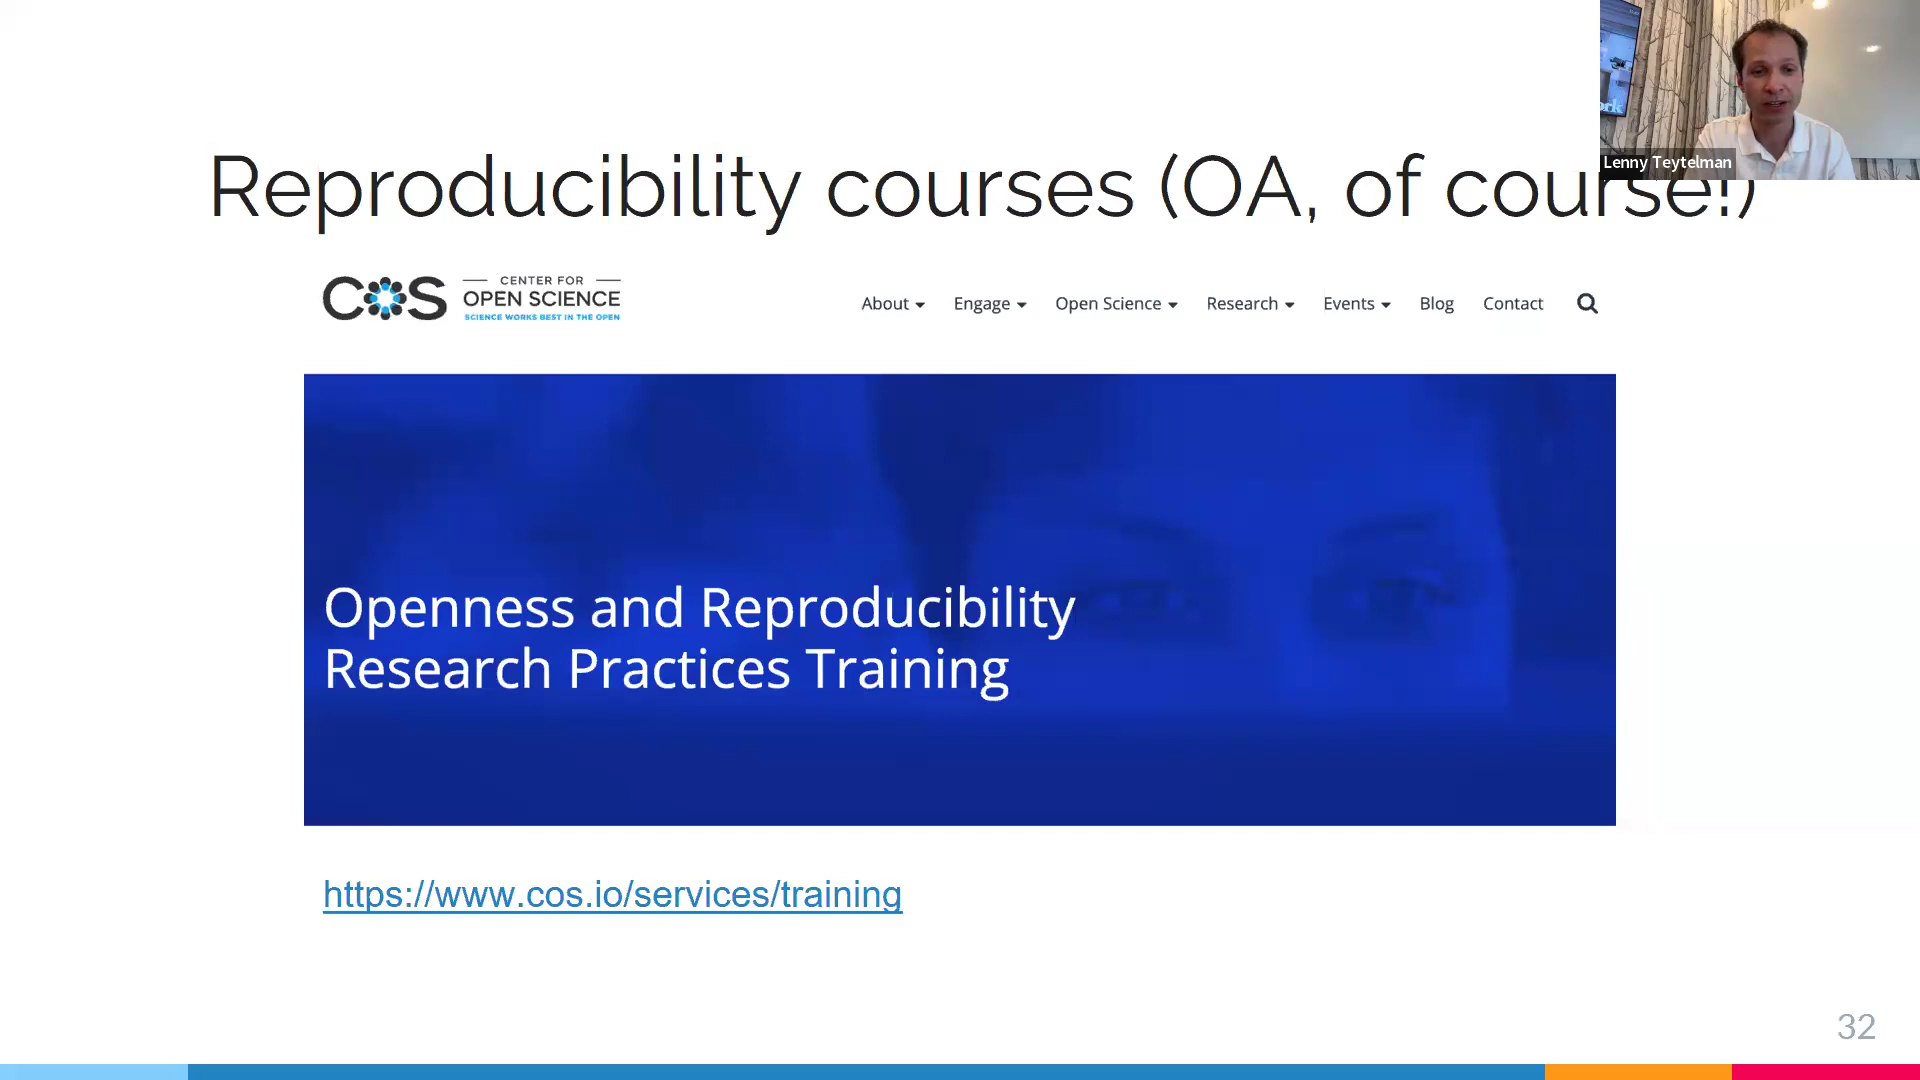 Reproducibility courses (OA, of course!)
Lenny Teytelman
COS
CENTER FOR
OPEN SCIENCE
SCIENCE WORKS BEST IN THE OPEN
About Engage Open Science Research Events Blog Contact
Openness and Reproducibility
Research Practices Training
https://www.cos.io/services/training
32